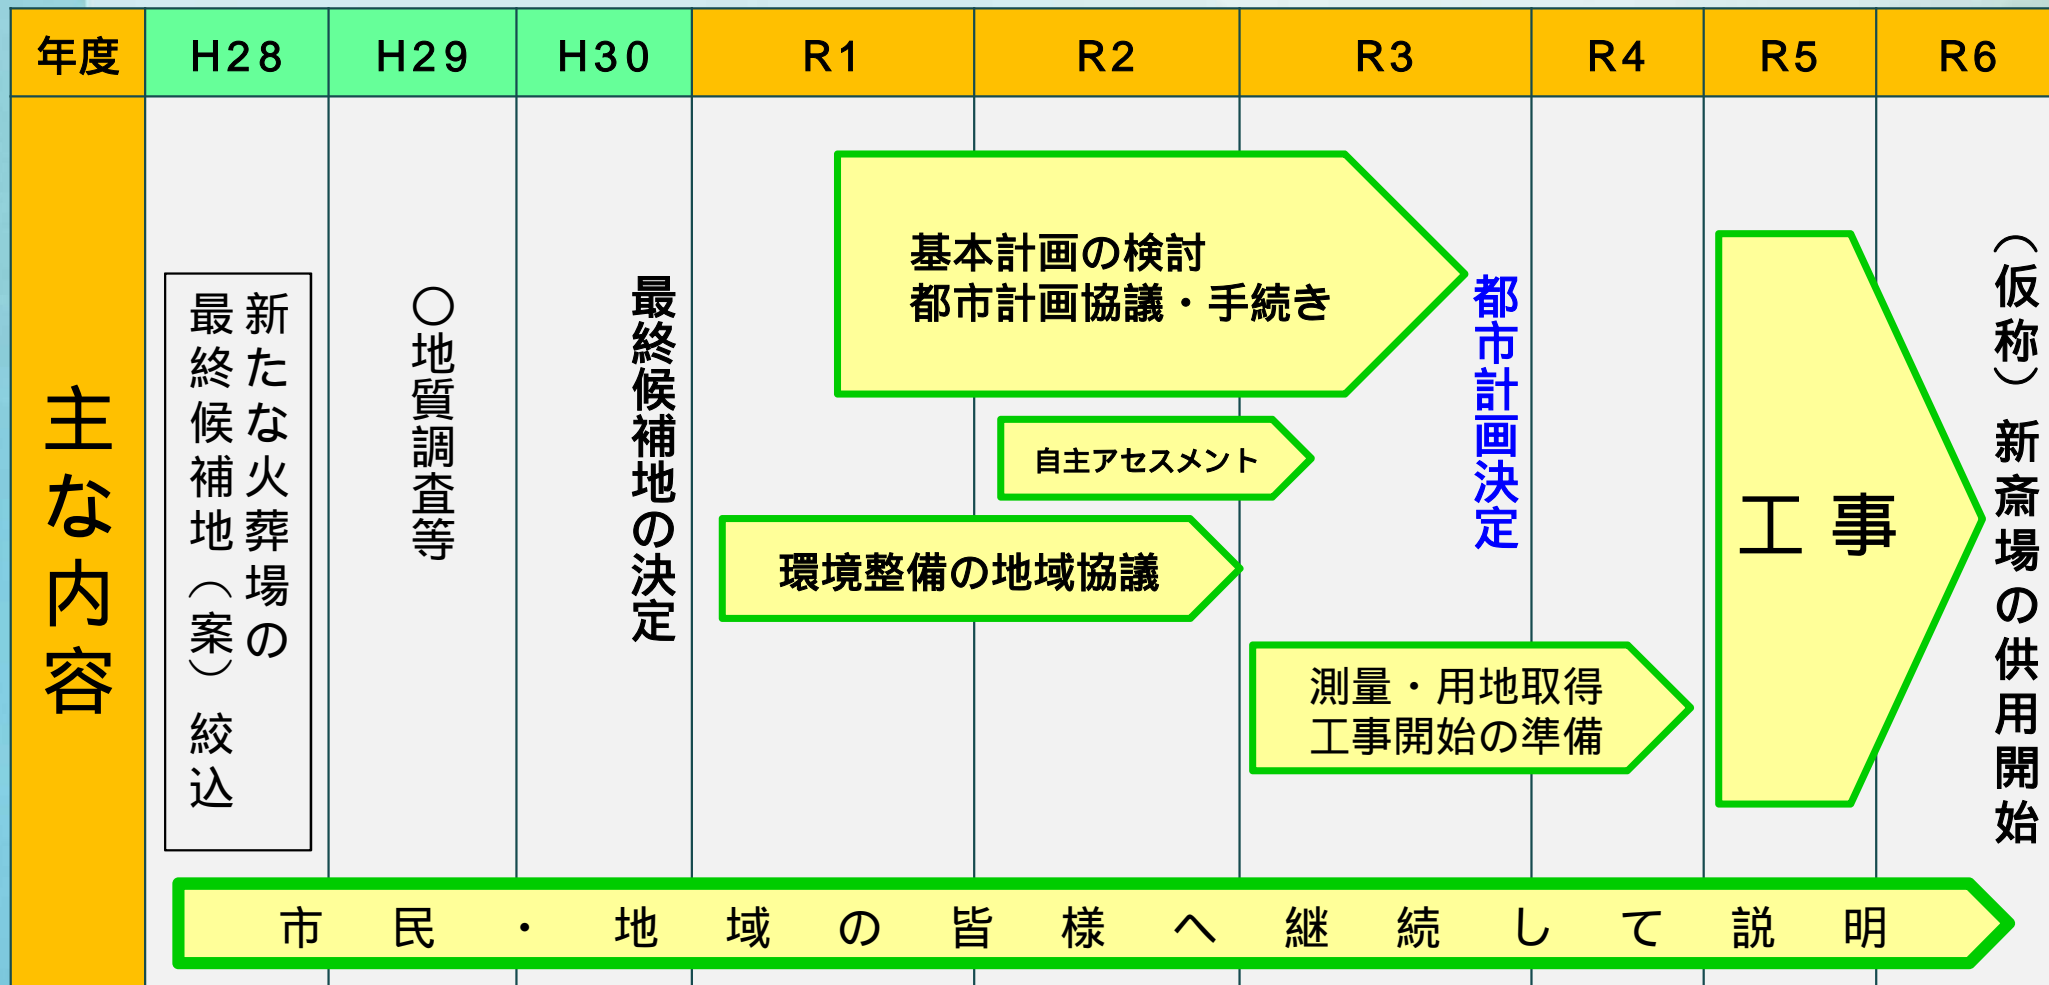 年度
H28
H29
H30
R1
R2
R3
R4
R5
R6
主な内容
新たな火葬場の
最終候補地（案）絞込
○地質調査等
最終候補地の決定
基本計画の検討
都市計画協議・手続き
自主アセスメント
環境整備の地域協議
都市計画決定
測量・用地取得
工事開始の準備
工事
（仮称）新斎場の供用開始
市民・地域の皆様へ継続して説明